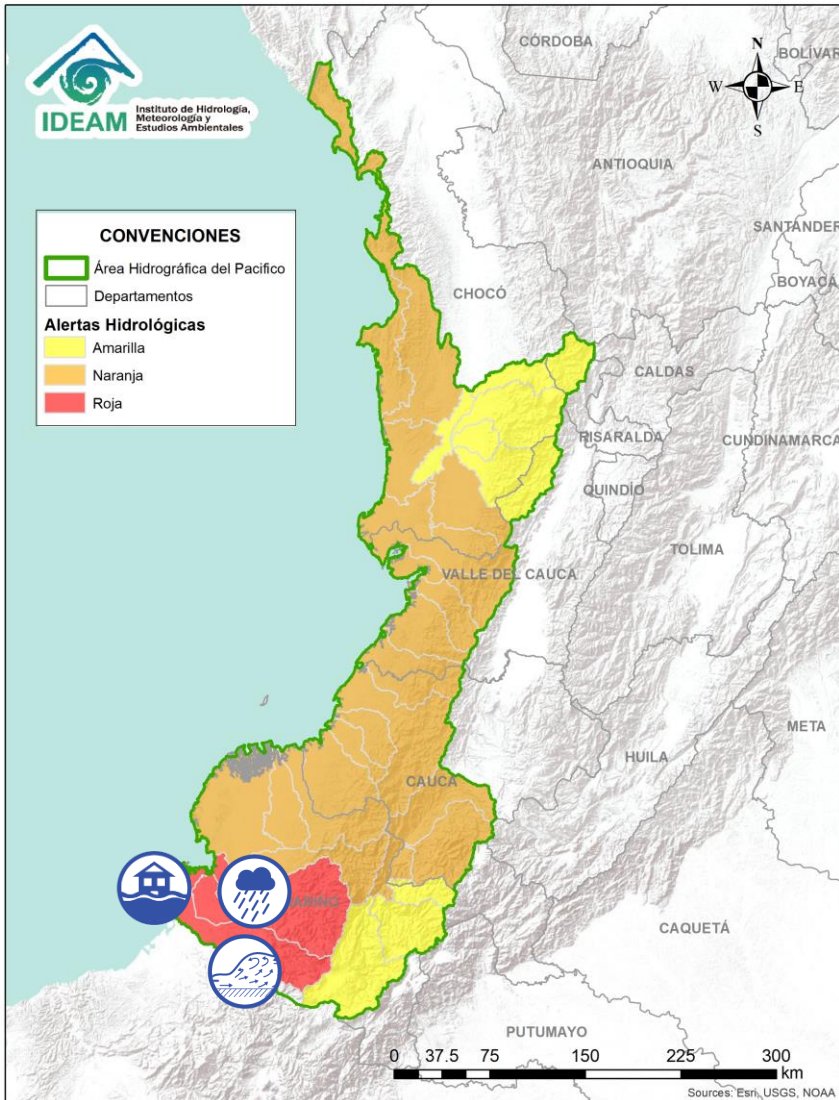 CÓRDOBA
BOLÍVAR
N
W
E
S
IDEAM
Instituto de Hidrología,
Meteorología y
Estudios Ambientales
ANTIOQUIA
CONVENCIONES
Área Hidrográfica del Pacifico
Departamentos
Alertas Hidrológicas
Amarilla
Naranja
Roja
SANTANDER
BOYACÁ
CHOCÓ
CALDAS
RISARALDA
CUNDINAMARCA
QUINDÍO
TOLIMA
VALLE DEL CAUCA
META
HUILA
CAUCA
CAQUETÁ
PUTUMAYO
0 37.5 75 150 225 300
km
Sources: Esri, USGS, NOAA